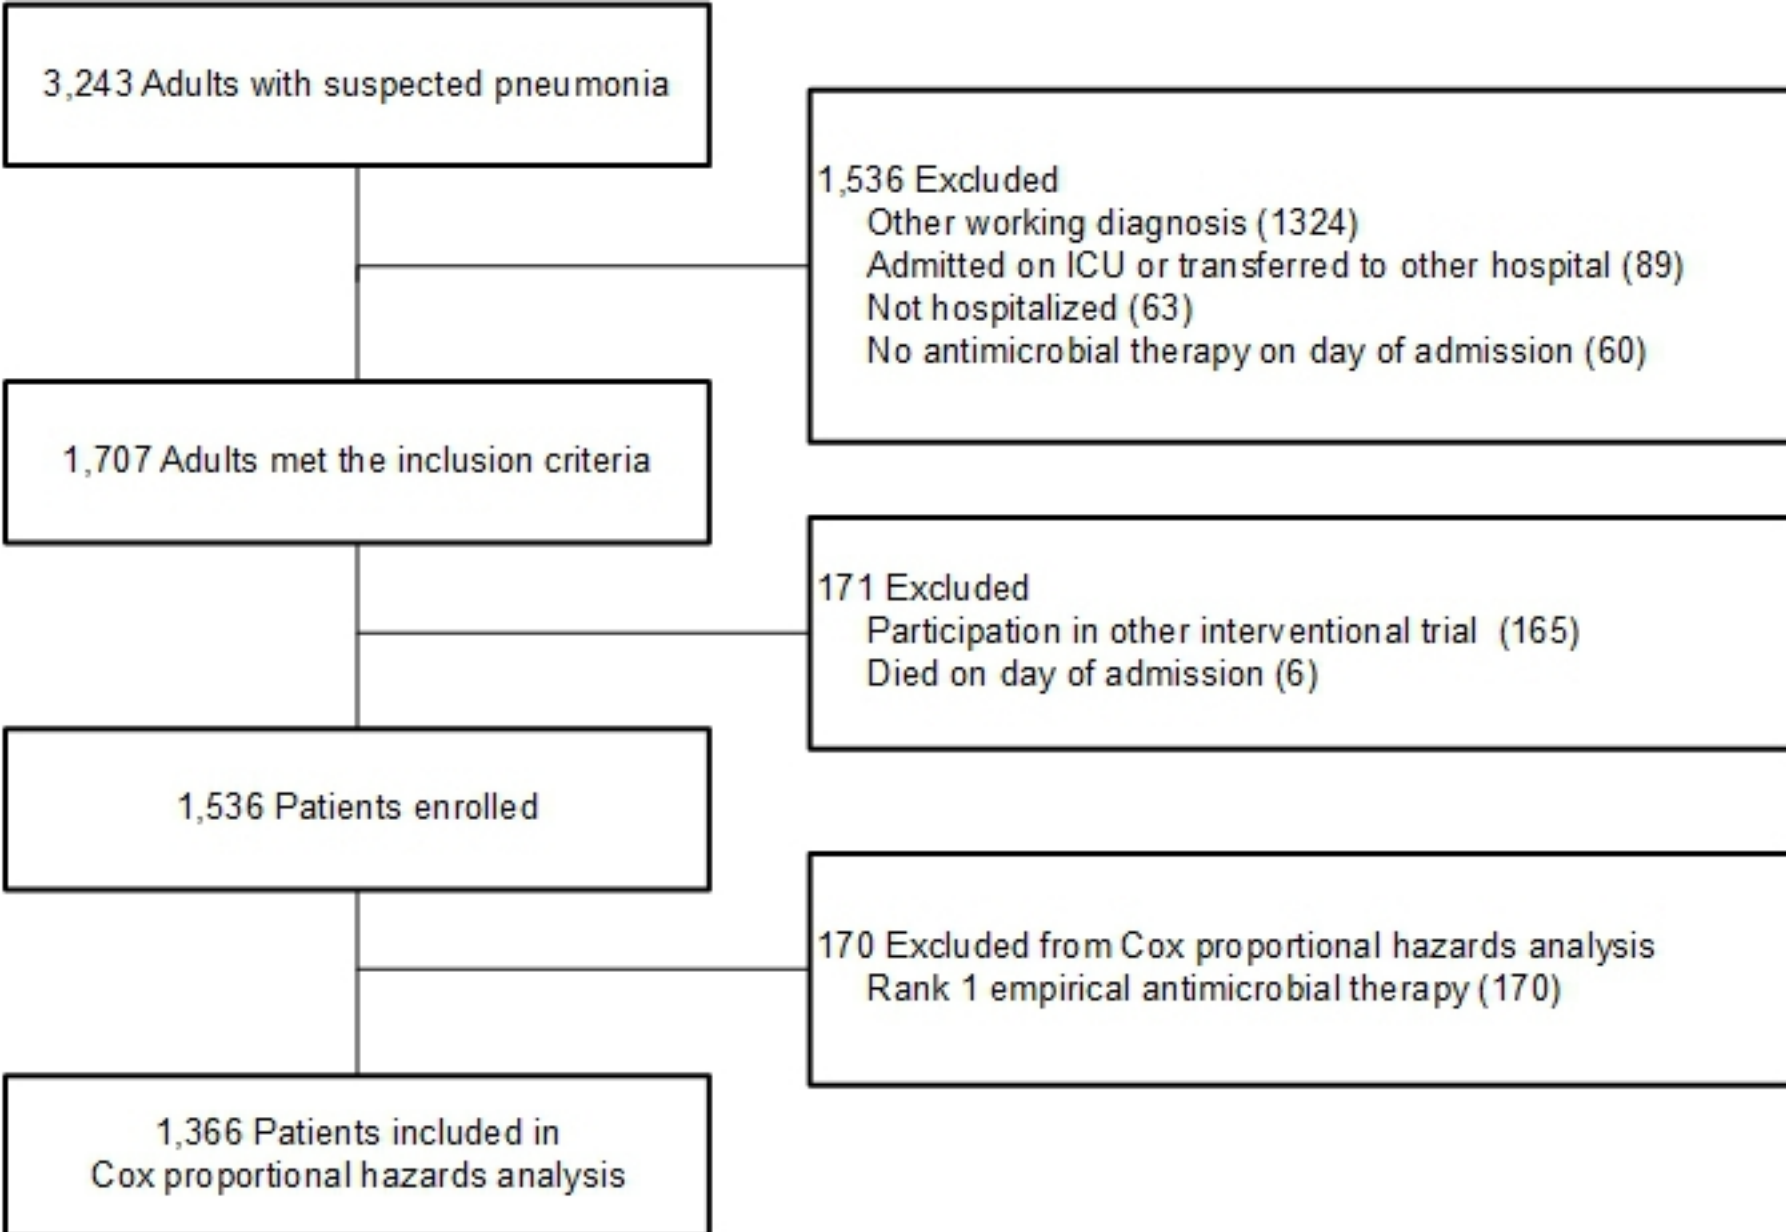 3,243 Adults with suspected pneumonia
1,536 Excluded
Other working diagnosis (1324)
Admitted on ICU or transferred to other hospital (89)
Not hospitalized (63)
No antimicrobial therapy on day of admission (60)
1,707 Adults met the inclusion criteria
171 Excluded
Participation in other interventional trial (165)
Died on day of admission (6)
1,536 Patients enrolled
170 Excluded from Cox proportional hazards analysis
Rank 1 empirical antimicrobial therapy (170)
1,366 Patients included in
Cox proportional hazards analysis